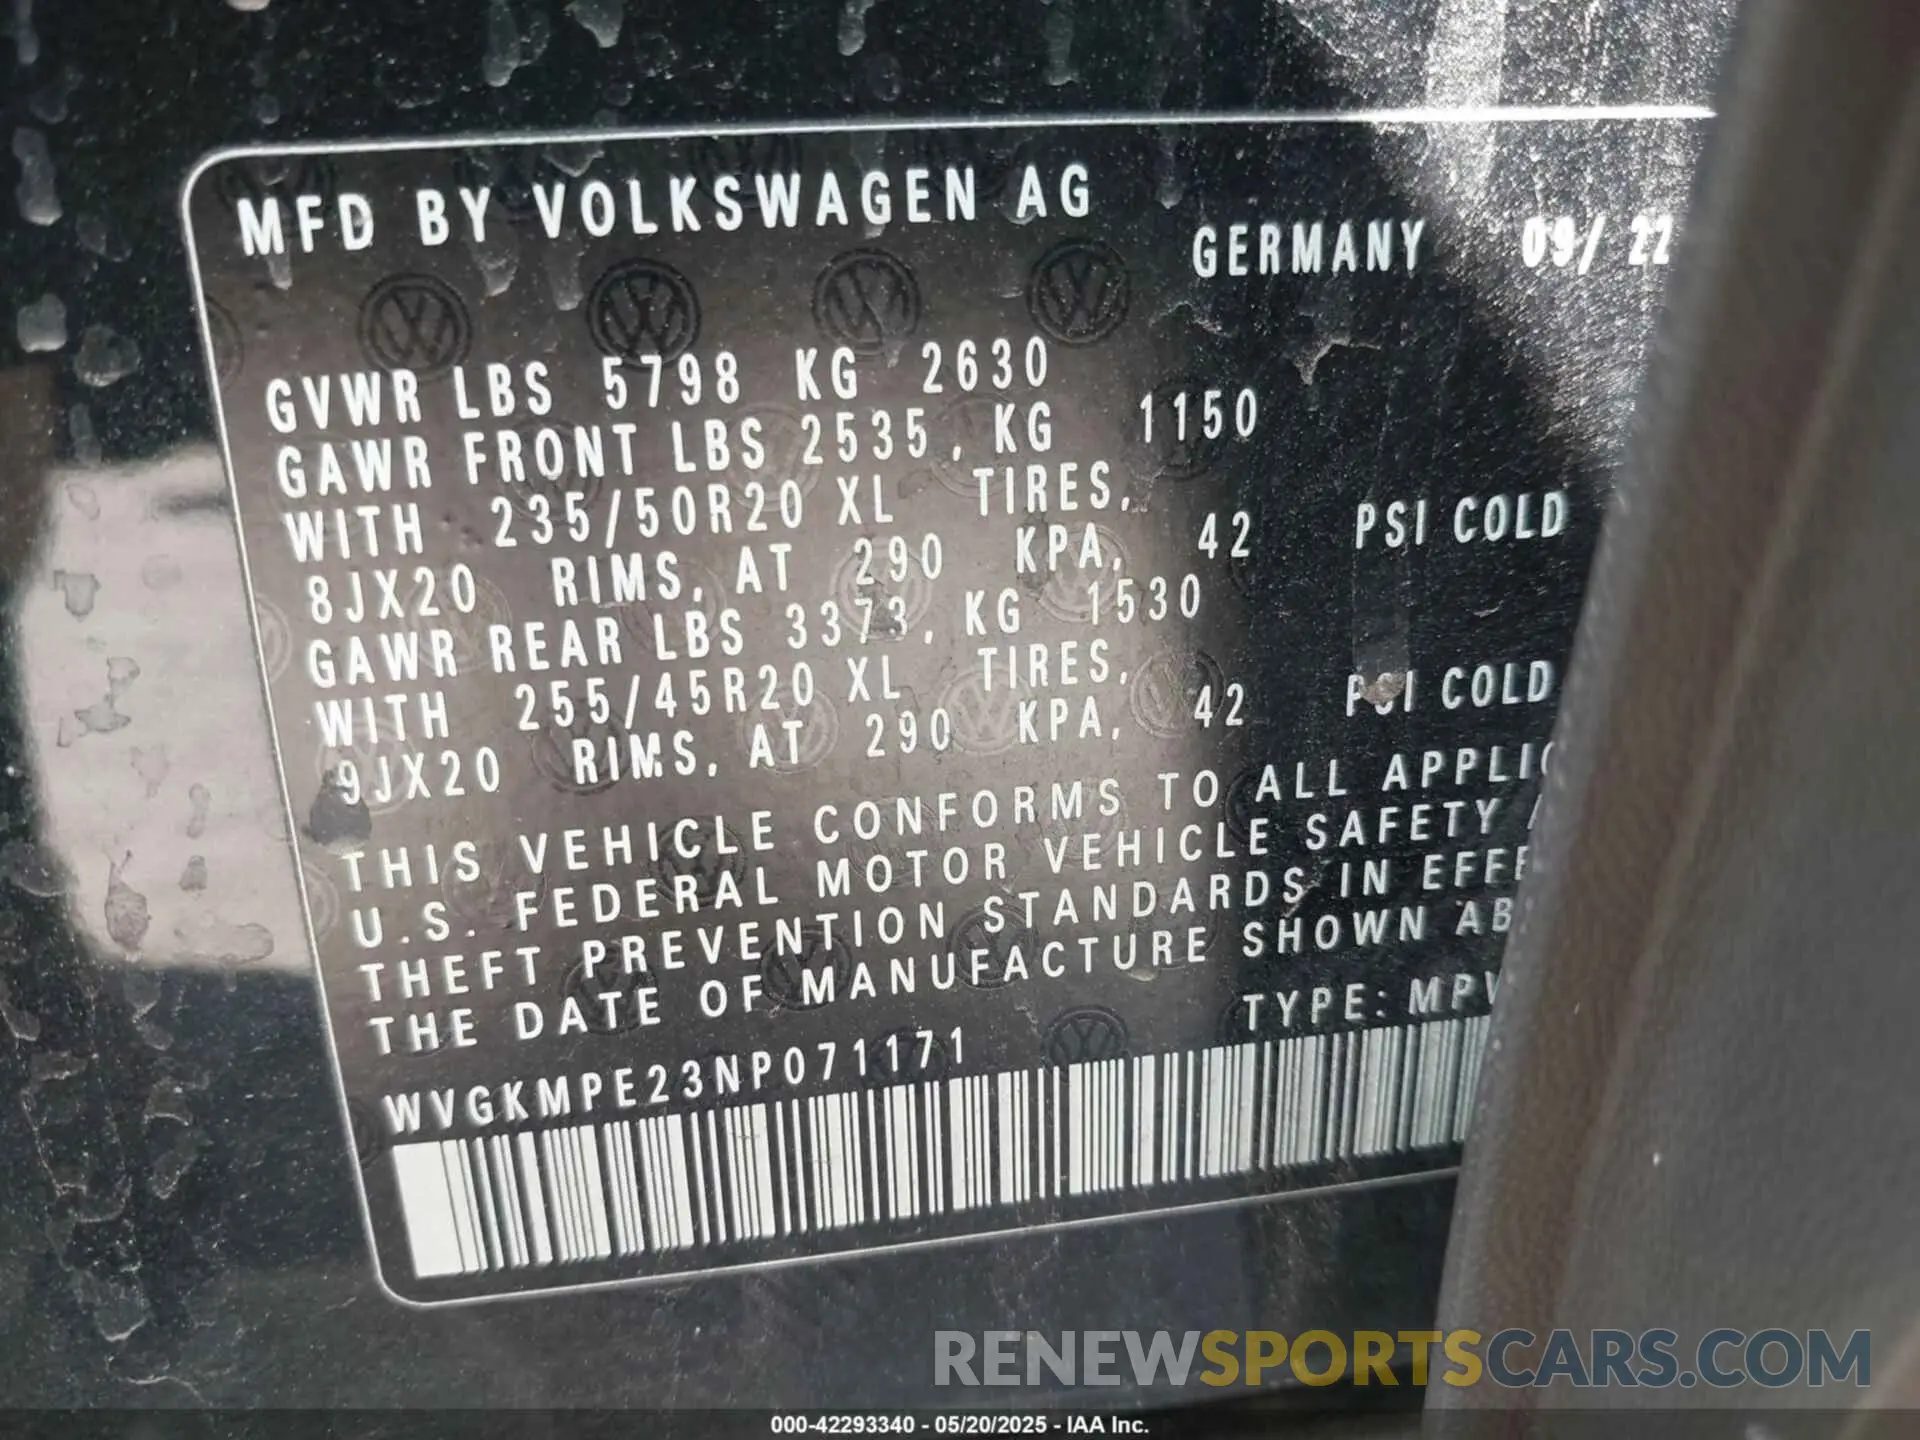 MFD BY VOLKSWAGEN AG
GERMANY 09/ 22
GVWR LBS 5798 KG 2630
GAWR FRONT LBS 2535, KG 1150
WITH 235/50R20 XL TIRES,
8JX20 RIMS, AT 290 KPA, 42 PSI COLD
GAWR REAR LBS 3373, KG 1530
WITH 255/45R20 XL TIRES,
9JX20 RIMS, AT 290 KPA, 42 PSI COLD
THIS VEHICLE CONFORMS TO ALL APPLIC
U.S. FEDERAL MOTOR VEHICLE SAFETY
THEFT PREVENTION STANDARDS IN EFFE
THE DATE OF MANUFACTURE SHOWN AB
TYPE: MPV
WVGKMPE23NP071171
RENEWSPORTSCARS.COM
000-42293340 - 05/20/2025 - IAA Inc.